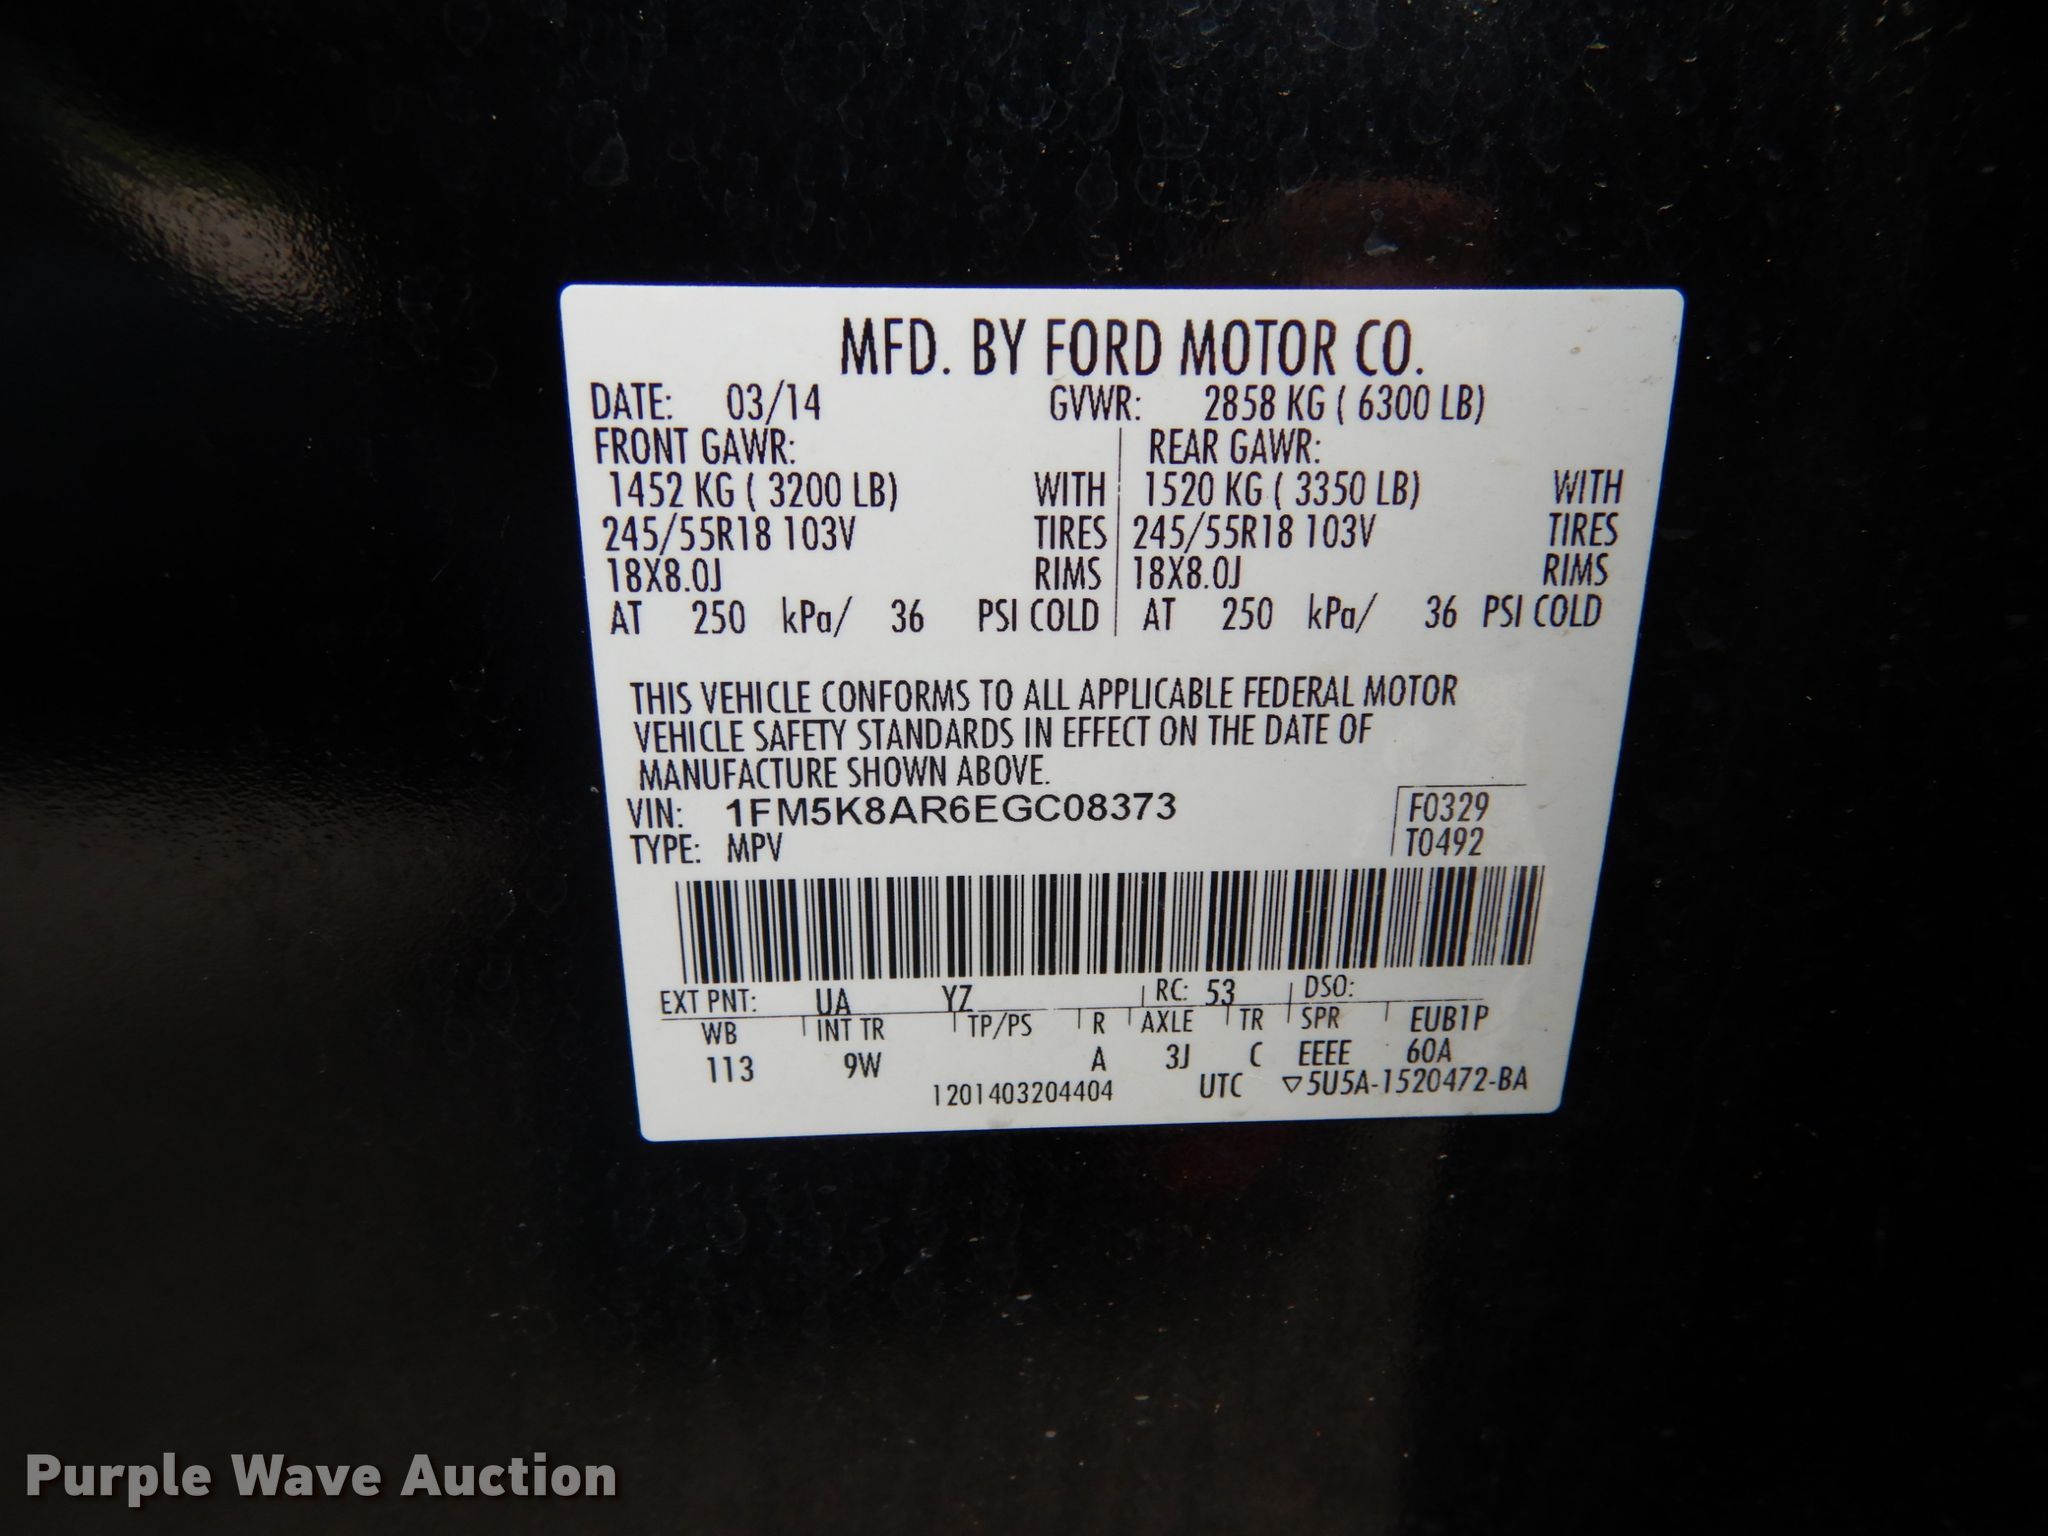 MFD. BY FORD MOTOR CO.
DATE: 03/14 GVWR: 2858 KG ( 6300 LB)
FRONT GAWR: REAR GAWR:
1452 KG ( 3200 LB) WITH 1520 KG ( 3350 LB) WITH
245/55R18 103V TIRES 245/55R18 103V TIRES
18X8.0J RIMS 18X8.0J RIMS
AT 250 kPa/ 36 PSI COLD AT 250 kPa/ 36 PSI COLD
THIS VEHICLE CONFORMS TO ALL APPLICABLE FEDERAL MOTOR
VEHICLE SAFETY STANDARDS IN EFFECT ON THE DATE OF
MANUFACTURE SHOWN ABOVE.
VIN: 1FM5K8AR6EGC08373 F0329
TYPE: MPV T0492
EXT PNT: UA YZ RC: 53 DSO:
WB INT TR TP/PS R AXLE TR SPR EUB1P
113 9W A 3J C EEEE 60A
1201403204404 UTC ▽5U5A-1520472-BA
Purple Wave Auction